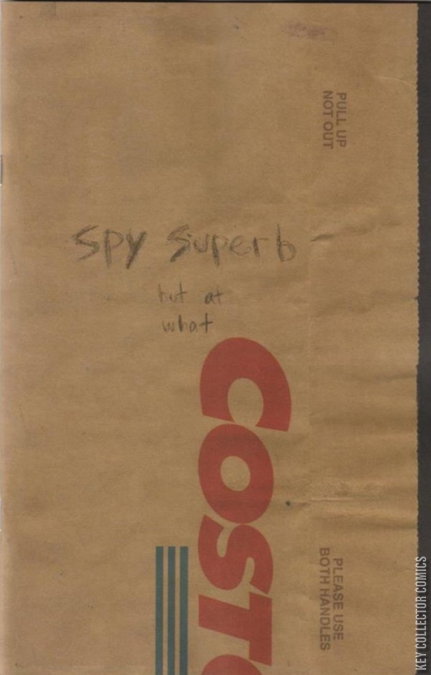 PULL UP
NOT OUT
Spy Superb
but at
what
COSTC
PLEASE USE
BOTH HANDLES
KEY COLLECTOR COMICS